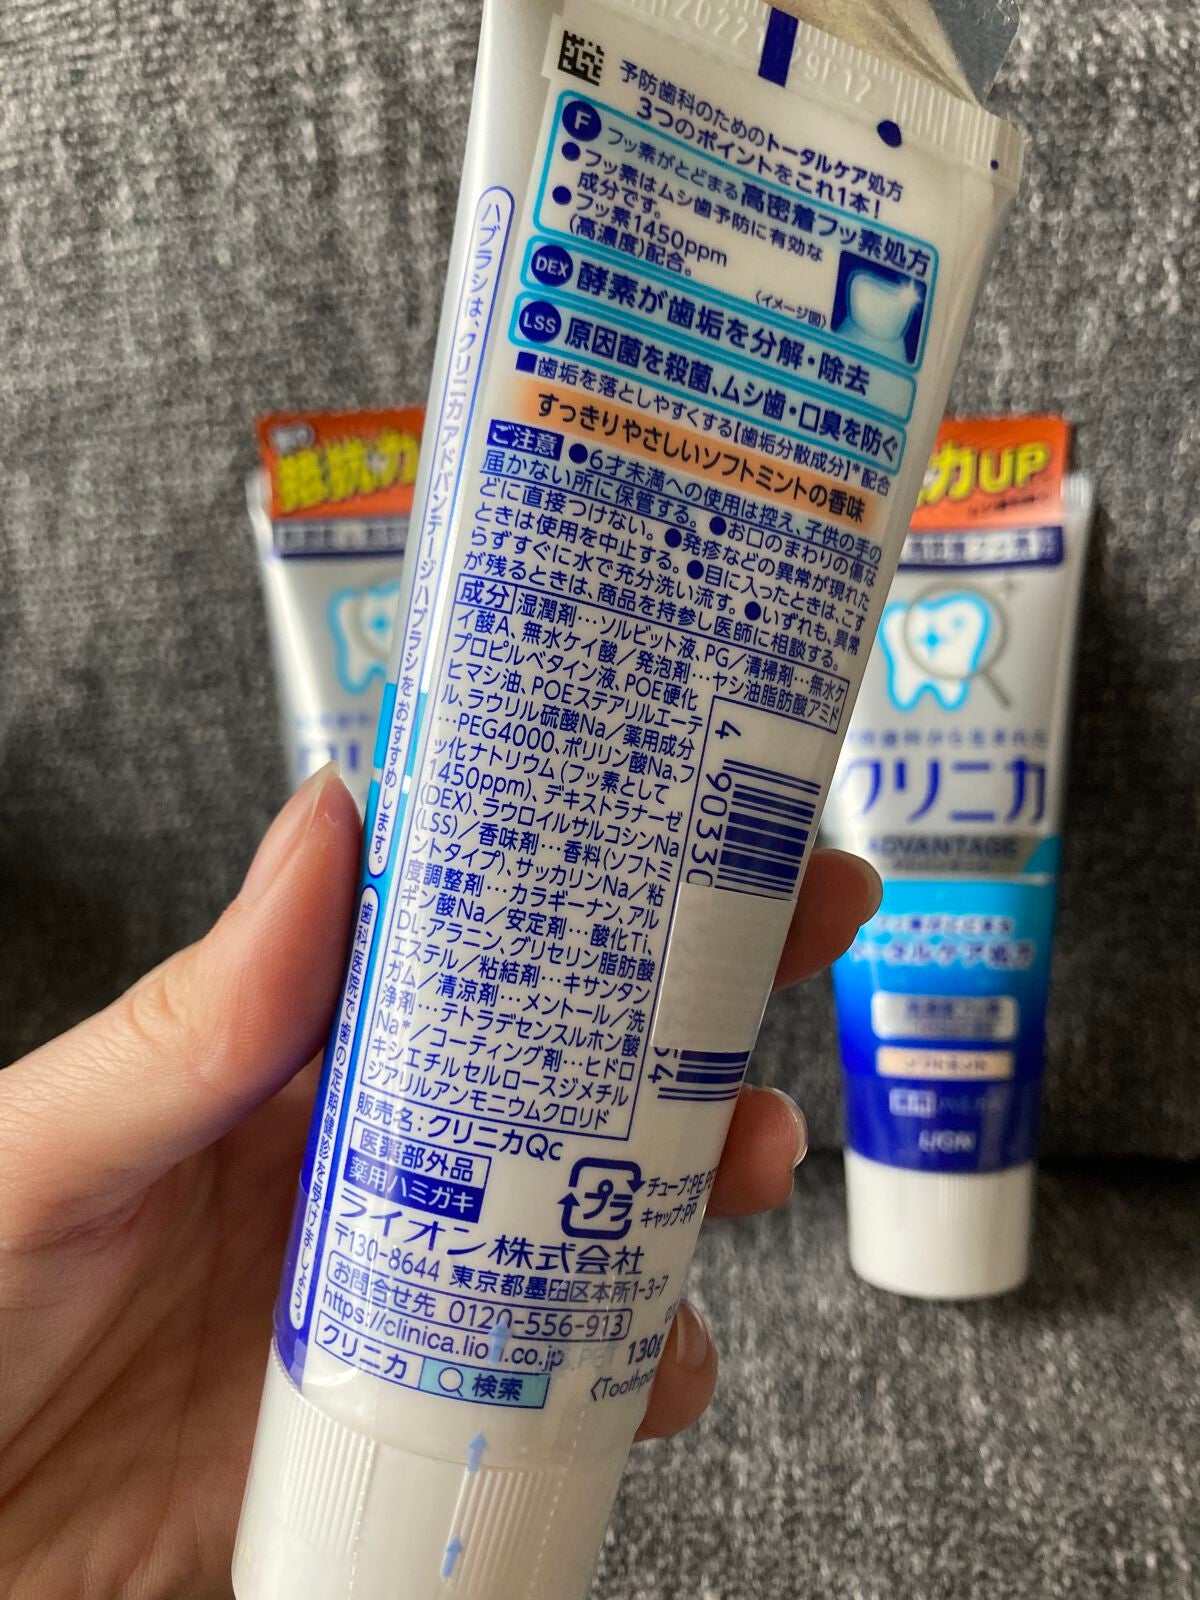 予防歯科のためのトータルケア処方
3つのポイントをこれ1本!
F フッ素がとどまる高密着フッ素処方
●フッ素はムシ歯予防に有効な
成分です。
●フッ素1450ppm
(高濃度)配合。
〈イメージ図〉
DEX 酵素が歯垢を分解・除去
LSS 原因菌を殺菌、ムシ歯・口臭を防ぐ
■歯垢を落としやすくする【歯垢分散成分】*配合
すっきりやさしいソフトミントの香味
ご注意 ●6才未満への使用は控え、子供の手の
届かない所に保管する。●お口のまわりの傷な
どに直接つけない。●発疹などの異常が現れた
ときは使用を中止する。●目に入ったときは、こす
らずすぐに水で充分洗い流す。●いずれも、異常
が残るときは、商品を持参し医師に相談する。
成分 湿潤剤…ソルビット液、PG/清掃剤…無水ケ
イ酸A、無水ケイ酸/発泡剤…ヤシ油脂肪酸アミド
プロピルベタイン液、POE硬化
ヒマシ油、POEステアリルエーテ
ル、ラウリル硫酸Na/薬用成分
…PEG4000、ポリリン酸Na、フ
ッ化ナトリウム(フッ素として
1450ppm)、デキストラナーゼ
(DEX)、ラウロイルサルコシンNa
(LSS)/香味剤…香料(ソフトミ
ントタイプ)、サッカリンNa/粘
度調整剤…カラギーナン、アル
ギン酸Na/安定剤…酸化Ti、
DL-アラニン、グリセリン脂肪酸
エステル/粘結剤…キサンタン
ガム/清涼剤…メントール/洗
浄剤…テトラデセンスルホン酸
Na*/コーティング剤…ヒドロ
キシエチルセルロースジメチル
ジアリルアンモニウムクロリド
4 90330
54
販売名:クリニカQc
医薬部外品
薬用ハミガキ
プラ
チューブ:PE,PE
キャップ:PP
ライオン株式会社
〒130-8644 東京都墨田区本所1-3-7
お問合せ先 0120-556-913
https://clinica.lion.co.jp
130g
クリニカ 検索
ハブラシは、クリニカアドバンテージ ハブラシをおすすめします。
抵抗力
力UP
クリニカ
ADVANTAGE
トータルケア処方
ソフトミント
LION